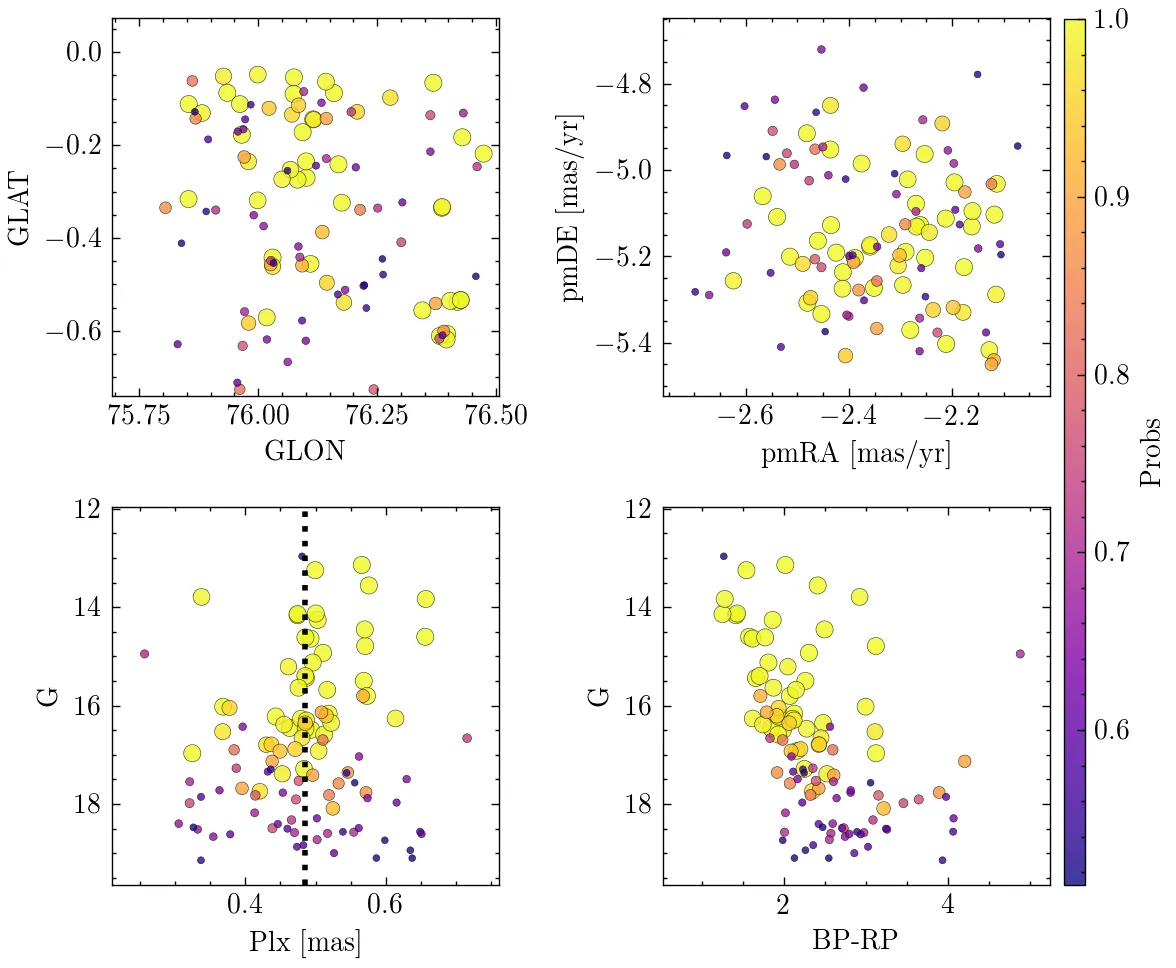 0.0
−0.2
−0.4
−0.6
GLAT
75.75 76.00 76.25 76.50
GLON
−4.8
−5.0
−5.2
−5.4
pmDE [mas/yr]
−2.6 −2.4 −2.2
pmRA [mas/yr]
1.0
0.9
0.8
0.7
0.6
Probs
12
14
16
18
G
0.4 0.6
Plx [mas]
12
14
16
18
G
2 4
BP-RP